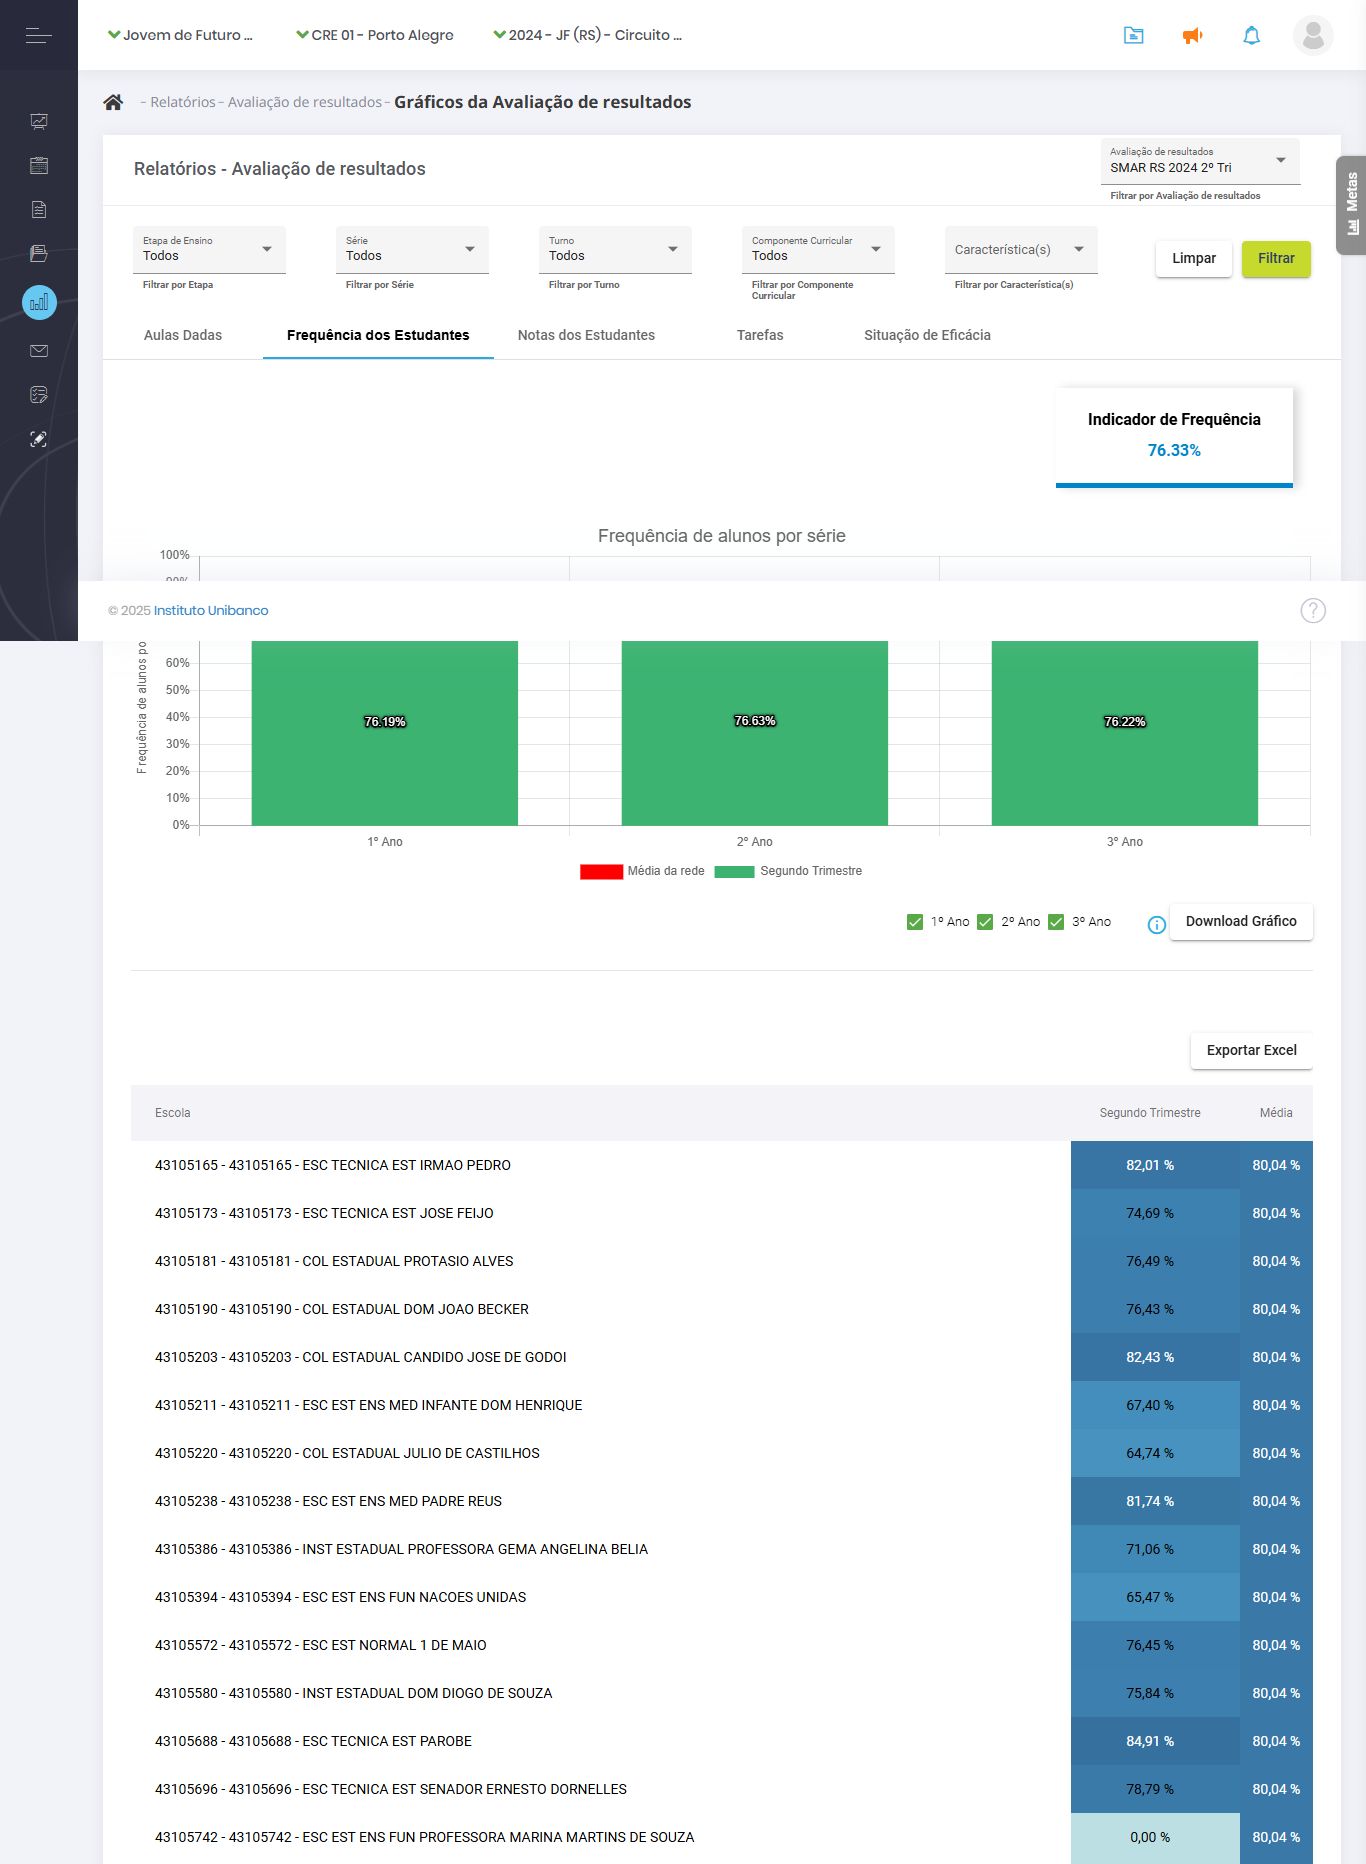 Jovem de Futuro ...
CRE 01 - Porto Alegre
2024 - JF (RS) - Circuito ...
- Relatórios - Avaliação de resultados - Gráficos da Avaliação de resultados
Relatórios - Avaliação de resultados
Avaliação de resultados
SMAR RS 2024 2º Tri
Filtrar por Avaliação de resultados
Metas
Etapa de Ensino
Todos
Filtrar por Etapa
Série
Todos
Filtrar por Série
Turno
Todos
Filtrar por Turno
Componente Curricular
Todos
Filtrar por Componente
Curricular
Característica(s)
Filtrar por Característica(s)
Limpar
Filtrar
Aulas Dadas
Frequência dos Estudantes
Notas dos Estudantes
Tarefas
Situação de Eficácia
Indicador de Frequência
76.33%
Frequência de alunos por série
100%
© 2025 Instituto Unibanco
?
Frequência de alunos
60%
50%
40%
30%
20%
10%
0%
76.19%
76.63%
76.22%
1º Ano
2º Ano
3º Ano
Média da rede
Segundo Trimestre
1º Ano
2º Ano
3º Ano
Download Gráfico
Exportar Excel
Escola Segundo Trimestre Média
43105165 - 43105165 - ESC TECNICA EST IRMAO PEDRO 82,01 % 80,04 %
43105173 - 43105173 - ESC TECNICA EST JOSE FEIJO 74,69 % 80,04 %
43105181 - 43105181 - COL ESTADUAL PROTASIO ALVES 76,49 % 80,04 %
43105190 - 43105190 - COL ESTADUAL DOM JOAO BECKER 76,43 % 80,04 %
43105203 - 43105203 - COL ESTADUAL CANDIDO JOSE DE GODOI 82,43 % 80,04 %
43105211 - 43105211 - ESC EST ENS MED INFANTE DOM HENRIQUE 67,40 % 80,04 %
43105220 - 43105220 - COL ESTADUAL JULIO DE CASTILHOS 64,74 % 80,04 %
43105238 - 43105238 - ESC EST ENS MED PADRE REUS 81,74 % 80,04 %
43105386 - 43105386 - INST ESTADUAL PROFESSORA GEMA ANGELINA BELIA 71,06 % 80,04 %
43105394 - 43105394 - ESC EST ENS FUN NACOES UNIDAS 65,47 % 80,04 %
43105572 - 43105572 - ESC EST NORMAL 1 DE MAIO 76,45 % 80,04 %
43105580 - 43105580 - INST ESTADUAL DOM DIOGO DE SOUZA 75,84 % 80,04 %
43105688 - 43105688 - ESC TECNICA EST PAROBE 84,91 % 80,04 %
43105696 - 43105696 - ESC TECNICA EST SENADOR ERNESTO DORNELLES 78,79 % 80,04 %
43105742 - 43105742 - ESC EST ENS FUN PROFESSORA MARINA MARTINS DE SOUZA 0,00 % 80,04 %